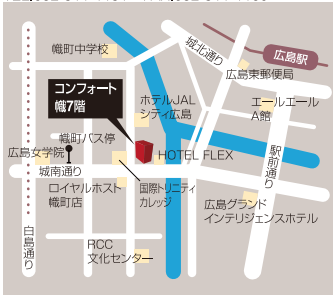 幟町中学校
城北通り
広島駅
広島東郵便局
コンフォート
幟7階
ホテルJAL
シティ広島
エールエール
A館
幟町バス停
広島女学院
HOTEL FLEX
城南通り
駅前通り
ロイヤルホスト
幟町店
国際トリニティ
カレッジ
広島グランド
インテリジェンスホテル
白島通り
RCC
文化センター